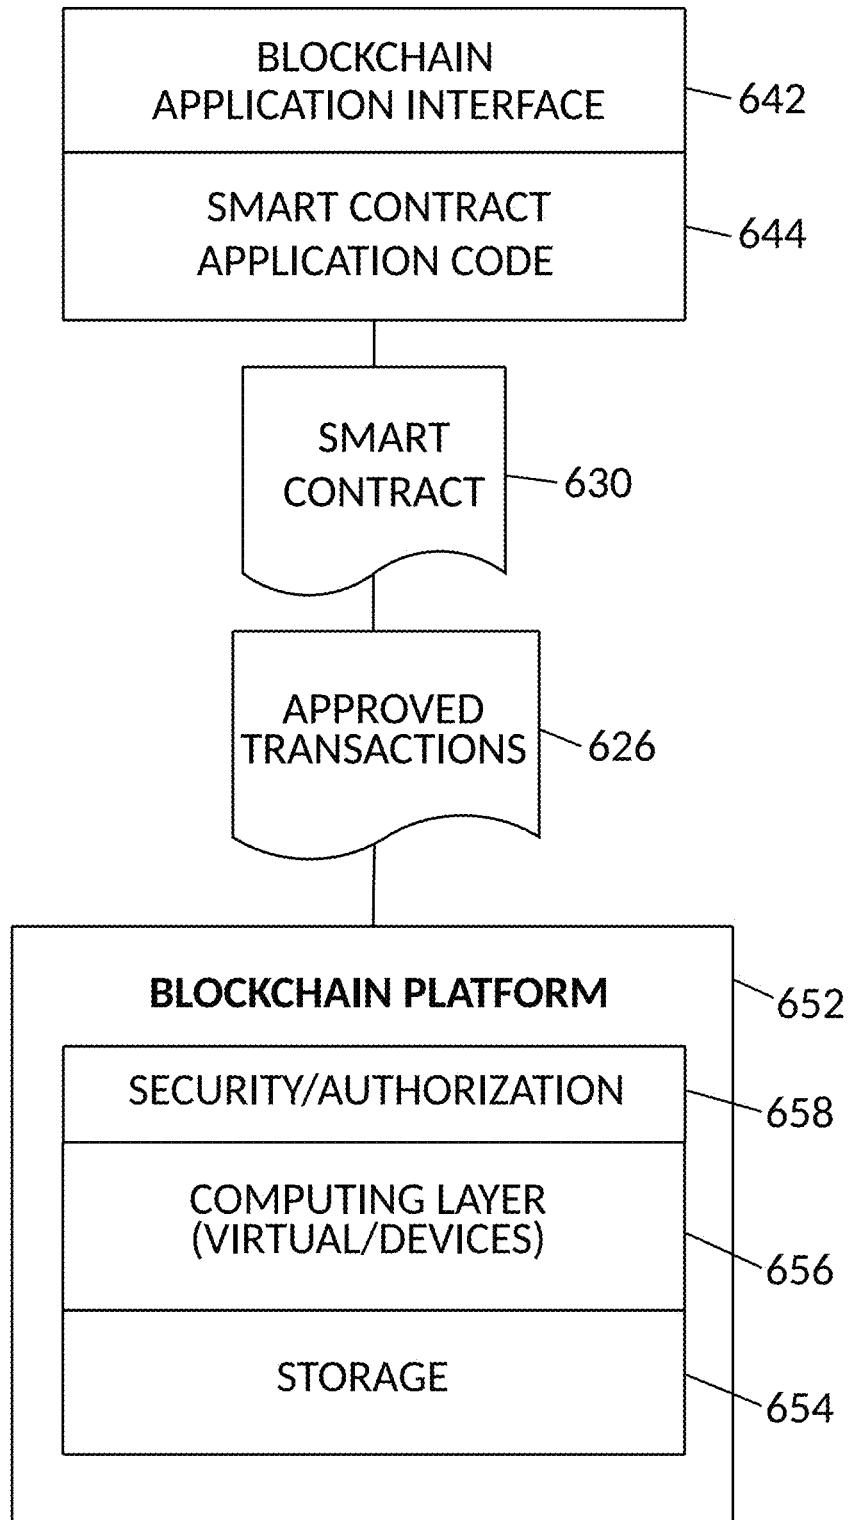 BLOCKCHAIN
APPLICATION INTERFACE
642
SMART CONTRACT
APPLICATION CODE
644
SMART
CONTRACT
630
APPROVED
TRANSACTIONS
626
BLOCKCHAIN PLATFORM
652
SECURITY/AUTHORIZATION
658
COMPUTING LAYER
(VIRTUAL/DEVICES)
656
STORAGE
654